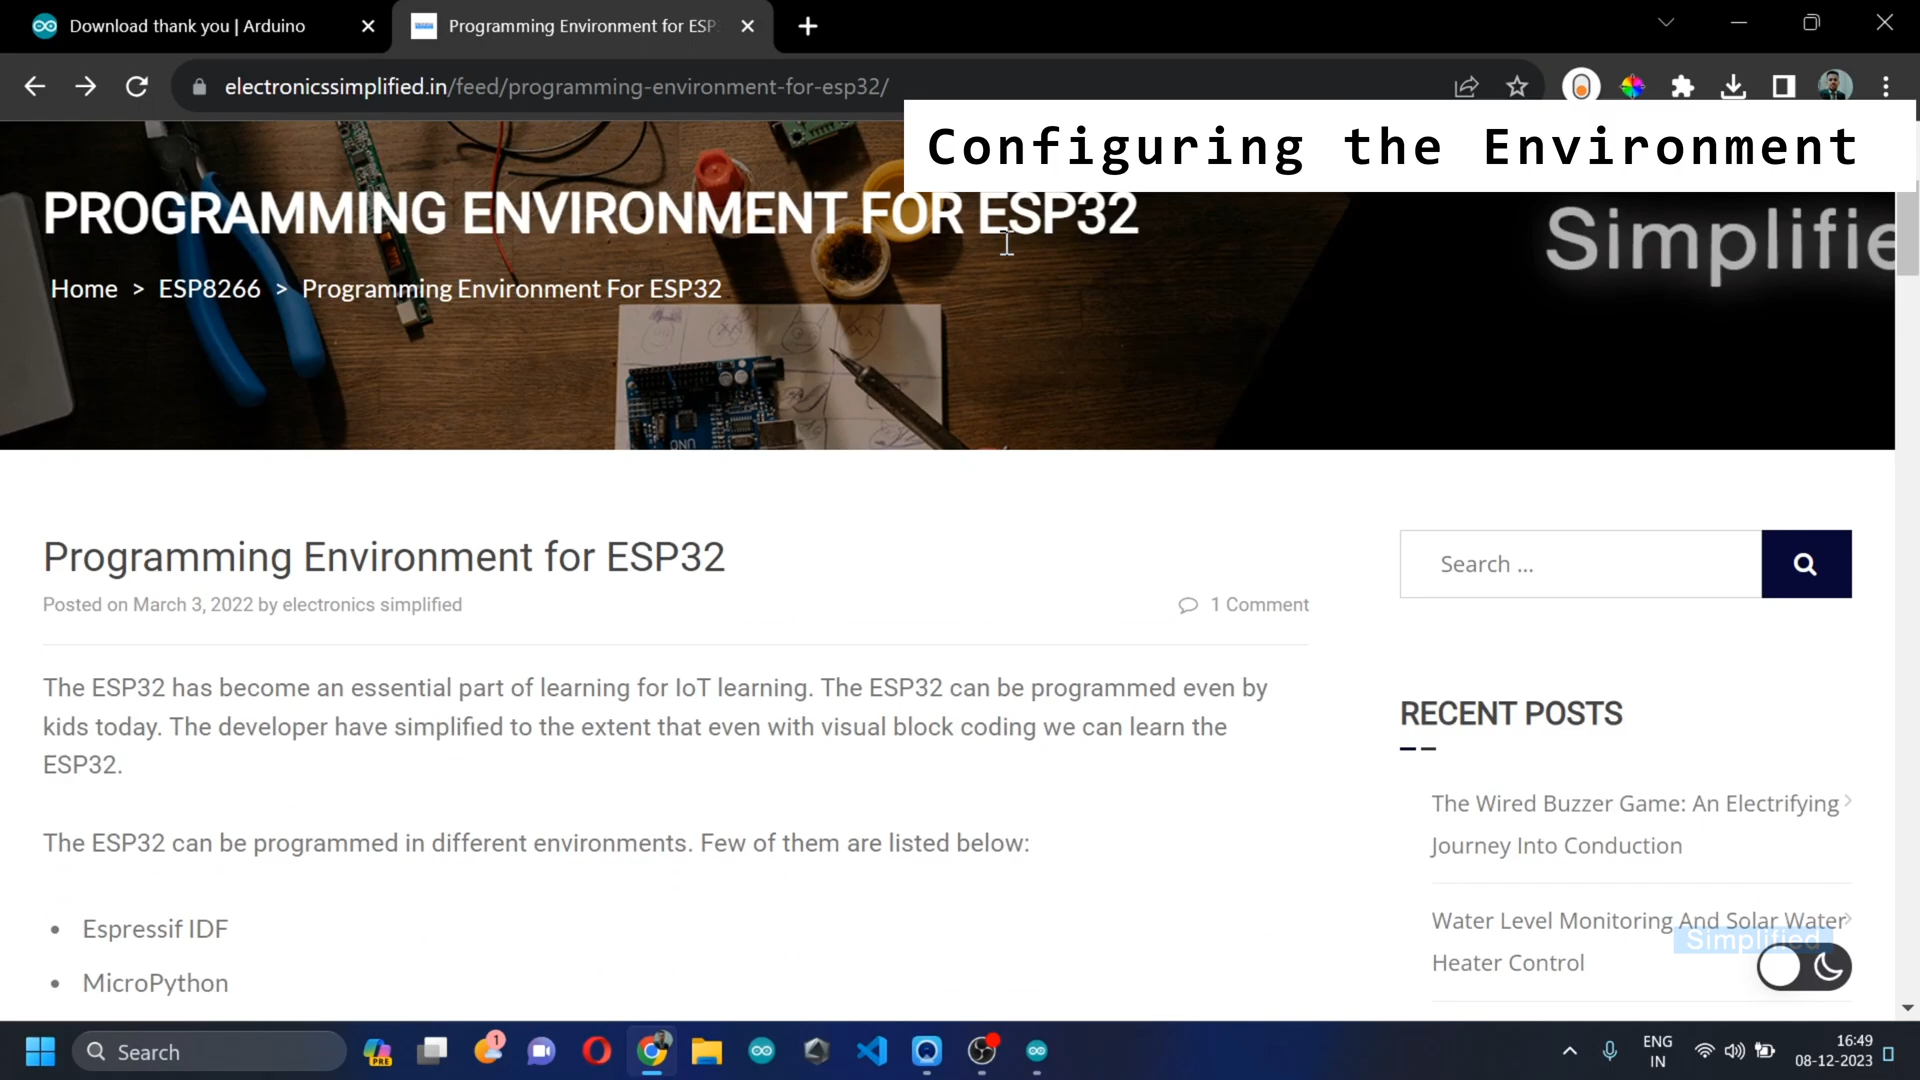 Download thank you | Arduino
Programming Environment for ESP
electronicssimplified.in/feed/programming-environment-for-esp32/
Configuring the Environment
PROGRAMMING ENVIRONMENT FOR ESP32
Simplifie
Home > ESP8266 > Programming Environment For ESP32
UNO
Programming Environment for ESP32
Posted on March 3, 2022 by electronics simplified
1 Comment
Search ...
The ESP32 has become an essential part of learning for IoT learning. The ESP32 can be programmed even by
kids today. The developer have simplified to the extent that even with visual block coding we can learn the
ESP32.
RECENT POSTS
The Wired Buzzer Game: An Electrifying
Journey Into Conduction
The ESP32 can be programmed in different environments. Few of them are listed below:
Water Level Monitoring And Solar Water
Simplified
Heater Control
• Espressif IDF
• MicroPython
Search
PRE
1
ENG
IN
16:49
08-12-2023